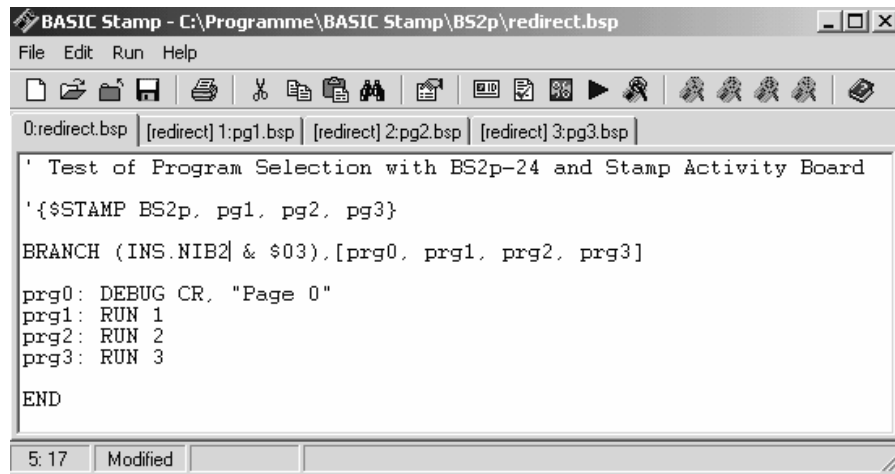 BASIC Stamp - C:\Programme\BASIC Stamp\BS2p\redirect.bsp
File Edit Run Help
0:redirect.bsp [redirect] 1:pg1.bsp [redirect] 2:pg2.bsp [redirect] 3:pg3.bsp
' Test of Program Selection with BS2p-24 and Stamp Activity Board
'{$STAMP BS2p, pg1, pg2, pg3}
BRANCH (INS.NIB2 & $03),[prg0, prg1, prg2, prg3]
prg0: DEBUG CR, "Page 0"
prg1: RUN 1
prg2: RUN 2
prg3: RUN 3
END
5: 17 Modified